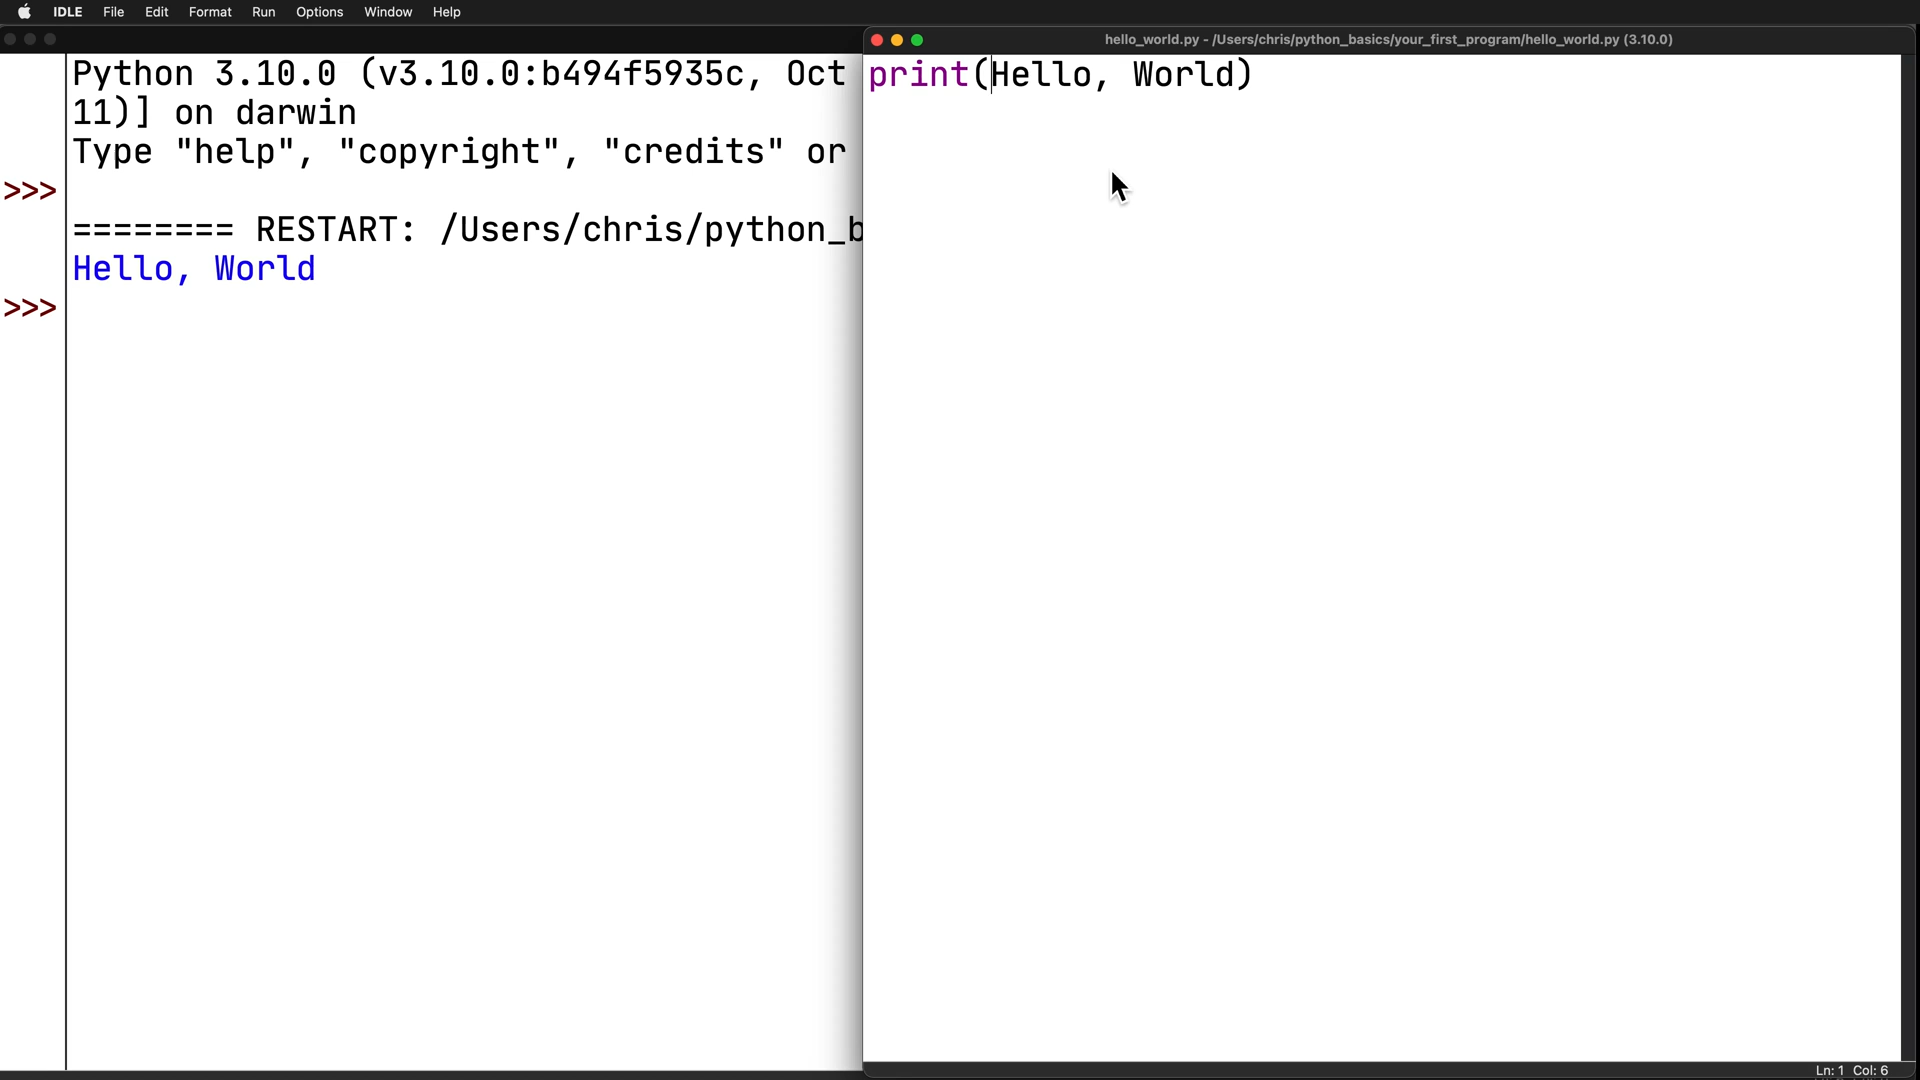 IDLE File Edit Format Run Options Window Help
Python 3.10.0 (v3.10.0:b494f5935c, Oct
11)] on darwin
Type "help", "copyright", "credits" or
>>>
======== RESTART: /Users/chris/python_b
Hello, World
>>>
hello_world.py - /Users/chris/python_basics/your_first_program/hello_world.py (3.10.0)
print(Hello, World)
Ln: 1 Col: 6